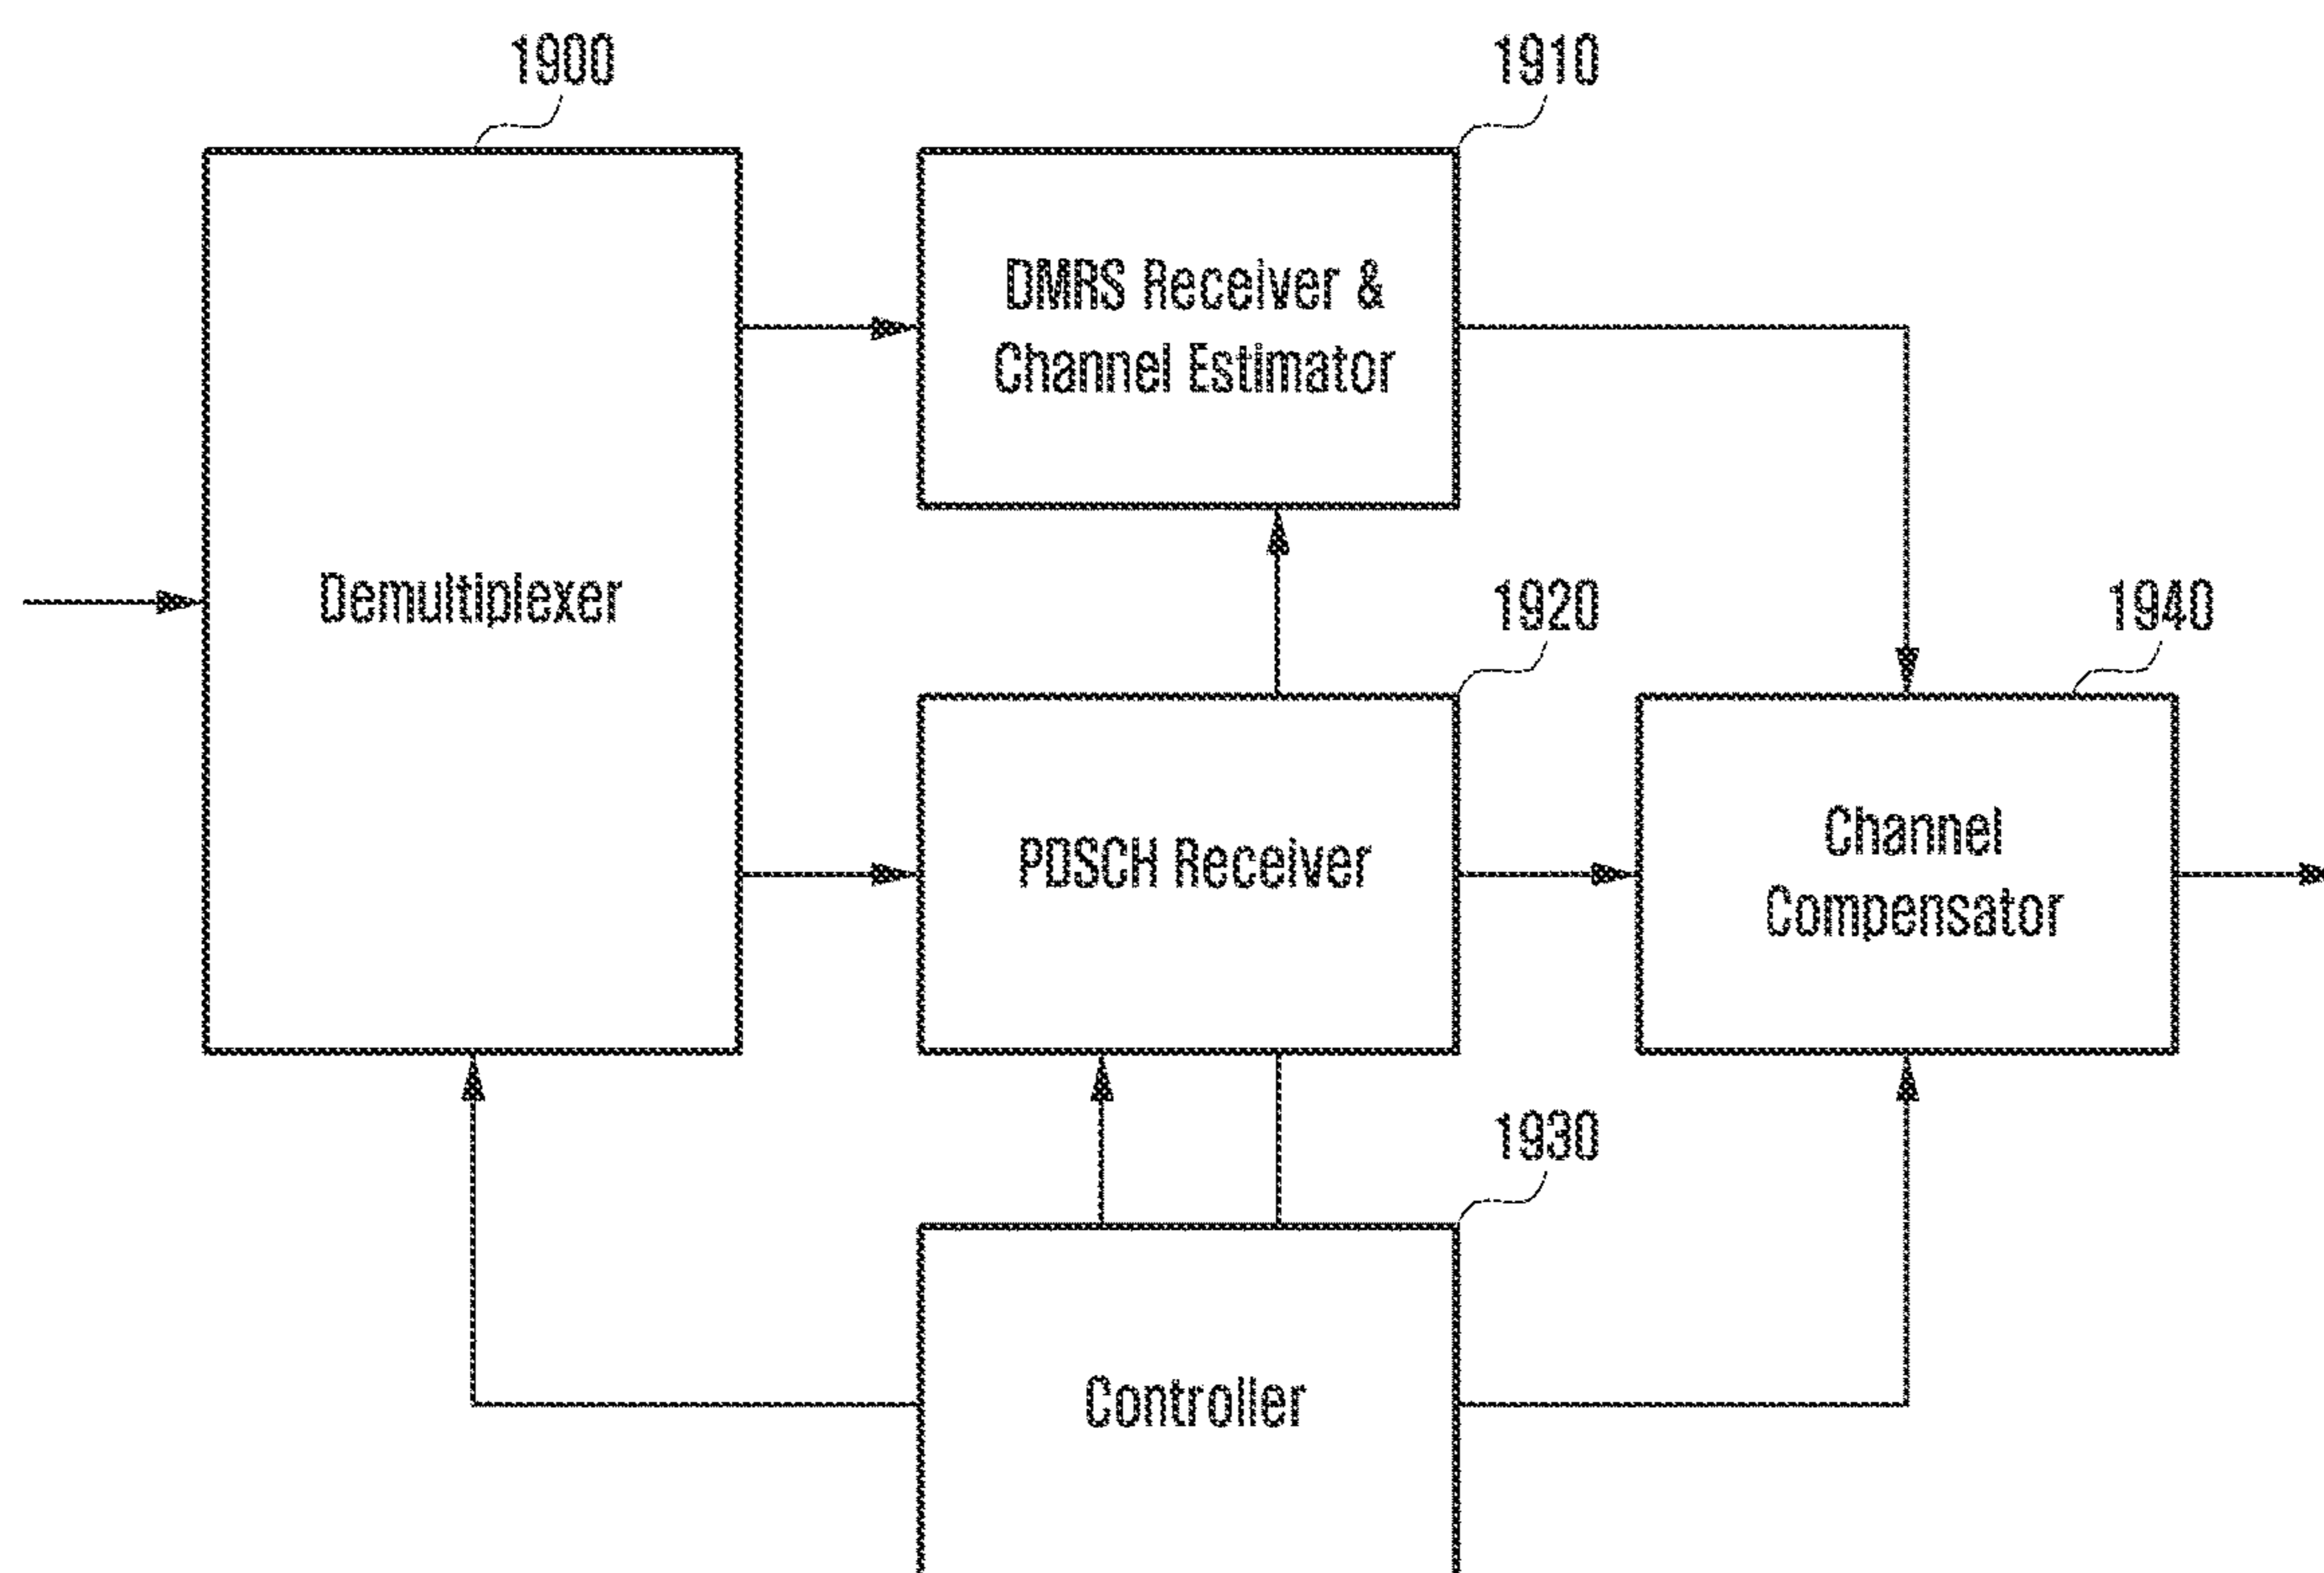 1900
1910
DMRS Receiver &
Channel Estimator
Demultiplexer
1920
1940
PDSCH Receiver
Channel
Compensator
1930
Controller